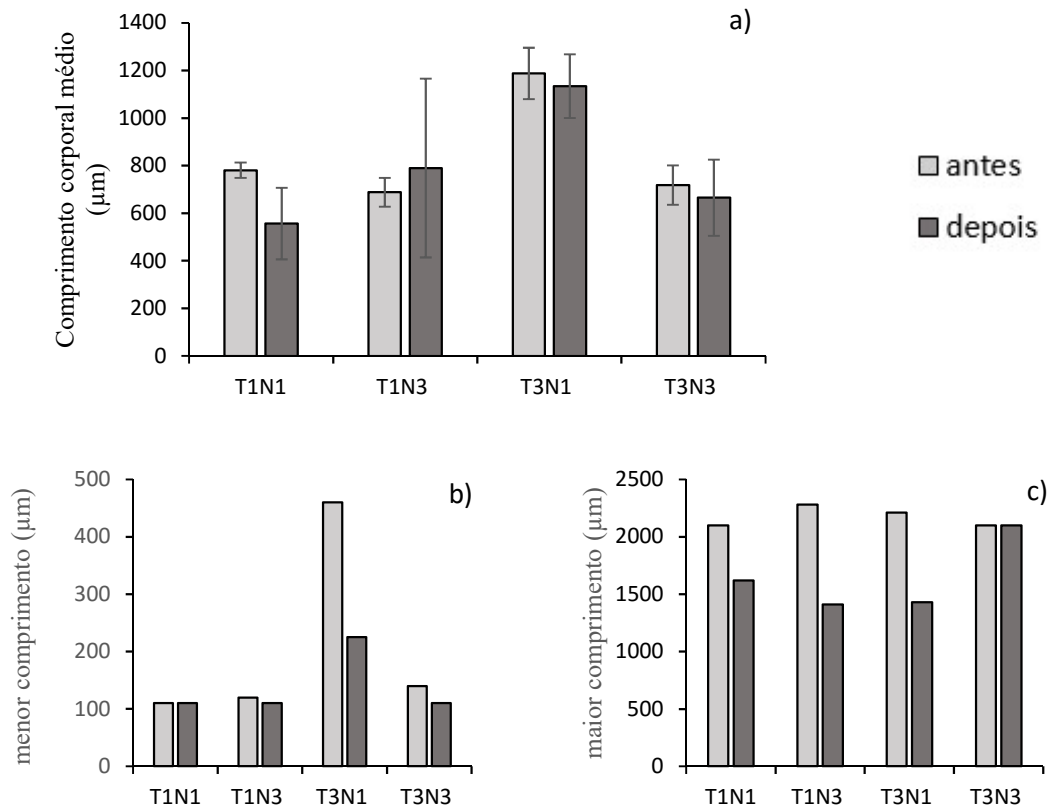 a)
Comprimento corporal médio
(µm)
1400
1200
1000
800
600
400
200
0
T1N1 T1N3 T3N1 T3N3
antes
depois
b)
menor comprimento (µm)
500
400
300
200
100
0
T1N1 T1N3 T3N1 T3N3
c)
maior comprimento (µm)
2500
2000
1500
1000
500
0
T1N1 T1N3 T3N1 T3N3